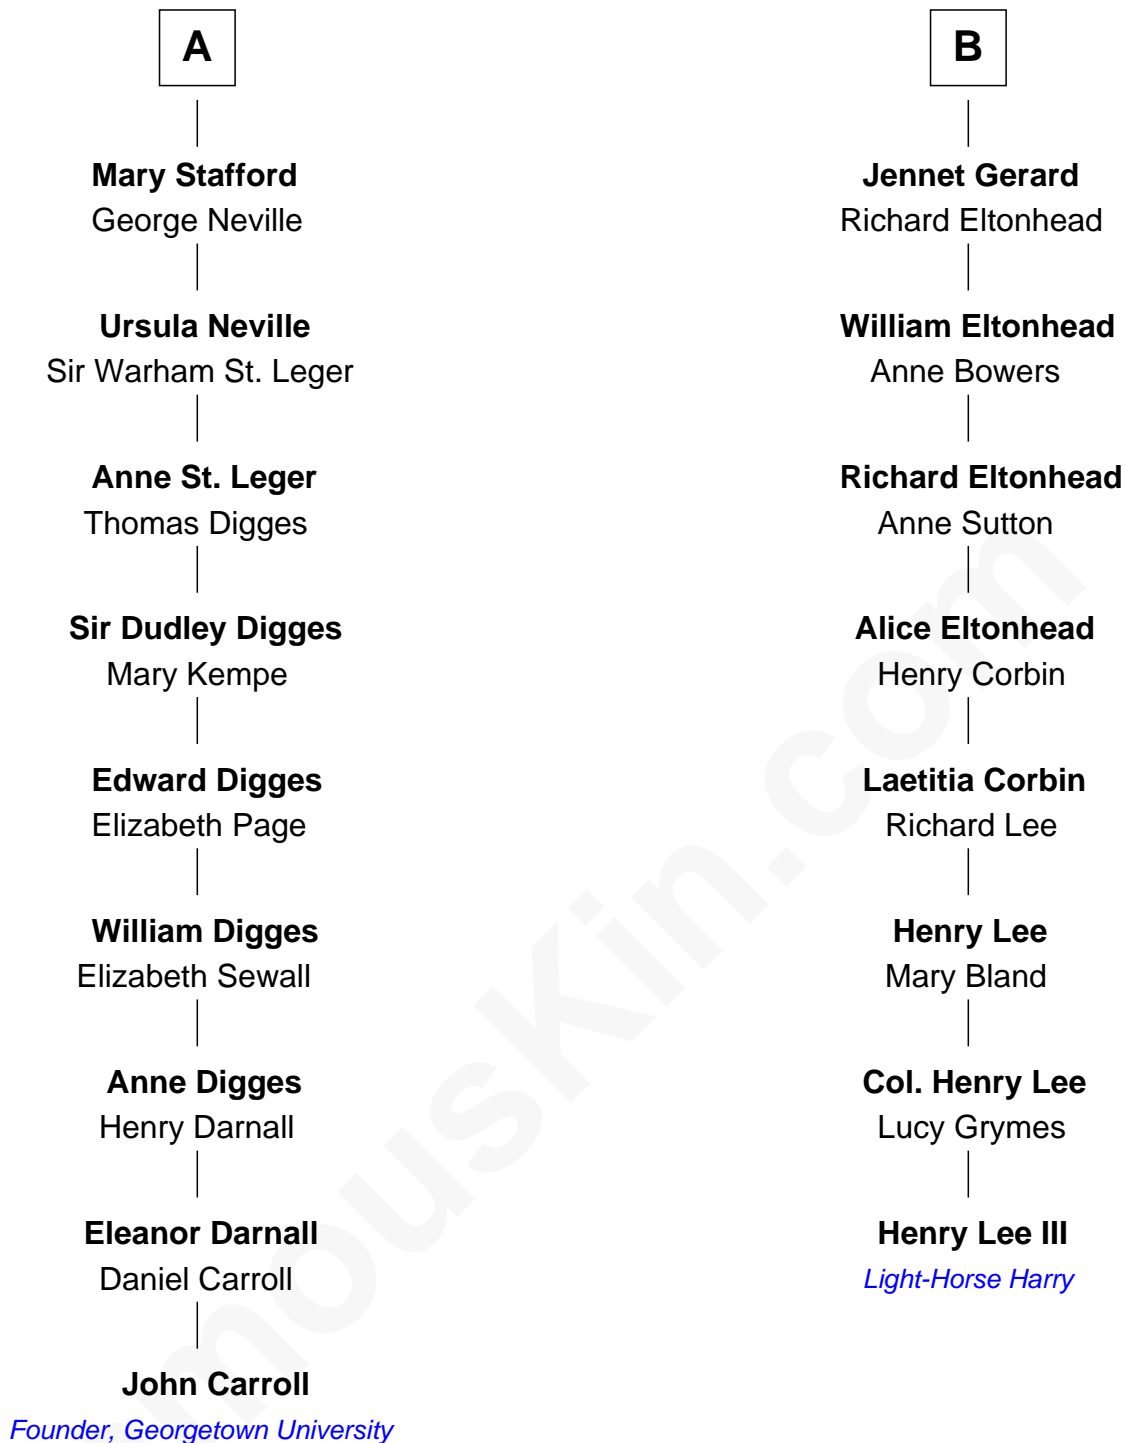 A
Mary Stafford
George Neville
Ursula Neville
Sir Warham St. Leger
Anne St. Leger
Thomas Digges
Sir Dudley Digges
Mary Kempe
Edward Digges
Elizabeth Page
William Digges
Elizabeth Sewall
Anne Digges
Henry Darnall
Eleanor Darnall
Daniel Carroll
John Carroll
Founder, Georgetown University
B
Jennet Gerard
Richard Eltonhead
William Eltonhead
Anne Bowers
Richard Eltonhead
Anne Sutton
Alice Eltonhead
Henry Corbin
Laetitia Corbin
Richard Lee
Henry Lee
Mary Bland
Col. Henry Lee
Lucy Grymes
Henry Lee III
Light-Horse Harry
mousKin.com